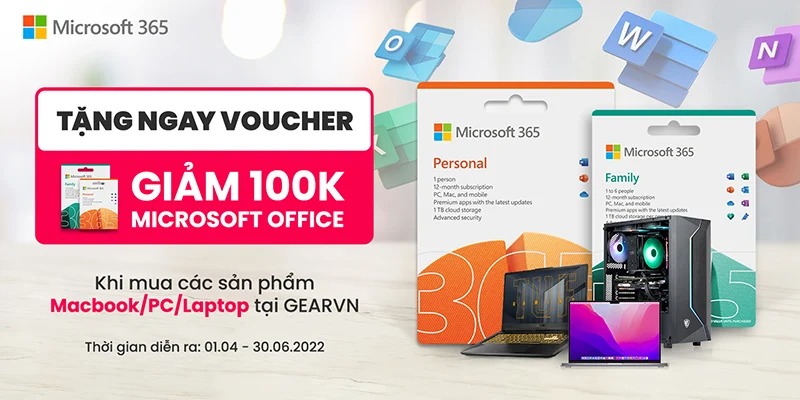 Microsoft 365
TẶNG NGAY VOUCHER
GIẢM 100K
MICROSOFT OFFICE
Khi mua các sản phẩm
Macbook/PC/Laptop tại GEARVN
Thời gian diễn ra: 01.04 - 30.06.2022
O
W
N
Microsoft 365
Personal
1 person
12-month subscription
PC, Mac, and mobile
Premium apps with the latest updates
1 TB cloud storage
Advanced security
Microsoft 365
Family
1 to 6 people
12-month subscription
PC, Mac, and mobile
Premium apps with the latest updates
1 TB cloud storage per person